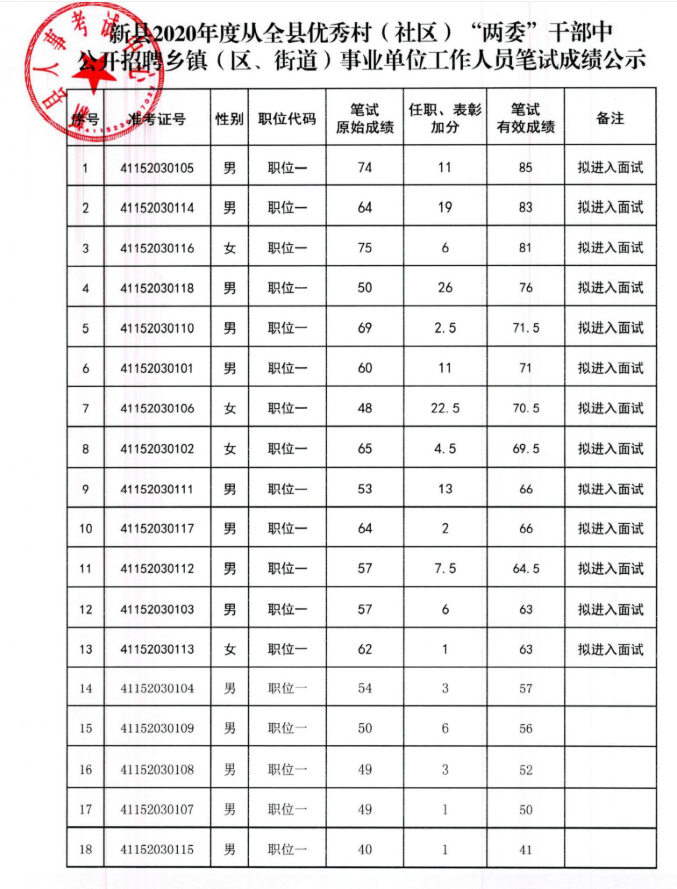 新县2020年度从全县优秀村（社区）“两委”干部中
公开招聘乡镇（区、街道）事业单位工作人员笔试成绩公示
新县人事考试中心
序号 准考证号 性别 职位代码 笔试原始成绩 任职、表彰加分 笔试有效成绩 备注
1 41152030105 男 职位一 74 11 85 拟进入面试
2 41152030114 男 职位一 64 19 83 拟进入面试
3 41152030116 女 职位一 75 6 81 拟进入面试
4 41152030118 男 职位一 50 26 76 拟进入面试
5 41152030110 男 职位一 69 2.5 71.5 拟进入面试
6 41152030101 男 职位一 60 11 71 拟进入面试
7 41152030106 女 职位一 48 22.5 70.5 拟进入面试
8 41152030102 女 职位一 65 4.5 69.5 拟进入面试
9 41152030111 男 职位一 53 13 66 拟进入面试
10 41152030117 男 职位一 64 2 66 拟进入面试
11 41152030112 男 职位一 57 7.5 64.5 拟进入面试
12 41152030103 男 职位一 57 6 63 拟进入面试
13 41152030113 女 职位一 62 1 63 拟进入面试
14 41152030104 男 职位一 54 3 57
15 41152030109 男 职位一 50 6 56
16 41152030108 男 职位一 49 3 52
17 41152030107 男 职位一 49 1 50
18 41152030115 男 职位一 40 1 41